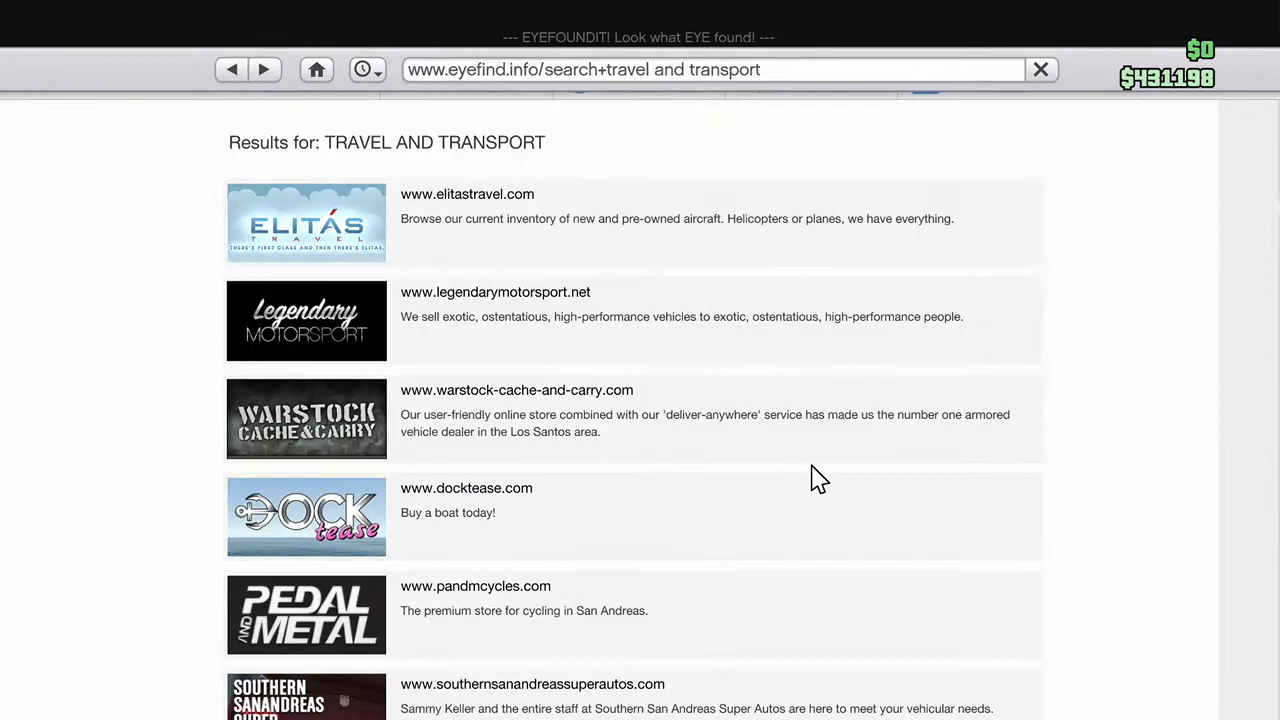 --- EYEFOUNDIT! Look what EYE found! ---
$0
www.eyefind.info/search+travel and transport
$431198
Results for: TRAVEL AND TRANSPORT
ELITÁS
TRAVEL
THERE'S FIRST CLASS AND THEN THERE'S ELITAS.
www.elitastravel.com
Browse our current inventory of new and pre-owned aircraft. Helicopters or planes, we have everything.
Legendary
MOTORSPORT
www.legendarymotorsport.net
We sell exotic, ostentatious, high-performance vehicles to exotic, ostentatious, high-performance people.
WARSTOCK
CACHE&CARRY
www.warstock-cache-and-carry.com
Our user-friendly online store combined with our 'deliver-anywhere' service has made us the number one armored
vehicle dealer in the Los Santos area.
DOCK
tease
www.docktease.com
Buy a boat today!
PEDAL
AND METAL
www.pandmcycles.com
The premium store for cycling in San Andreas.
SOUTHERN
SANANDREAS
SUPER
www.southernsanandreassuperautos.com
Sammy Keller and the entire staff at Southern San Andreas Super Autos are here to meet your vehicular needs.